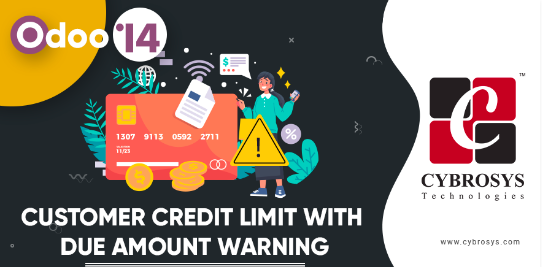 Odoo '14
$
1307 9113 0592 2711
11/23
%
!
$
$
CUSTOMER CREDIT LIMIT WITH
DUE AMOUNT WARNING
TM
C
CYBROSYS
Technologies
www.cybrosys.com